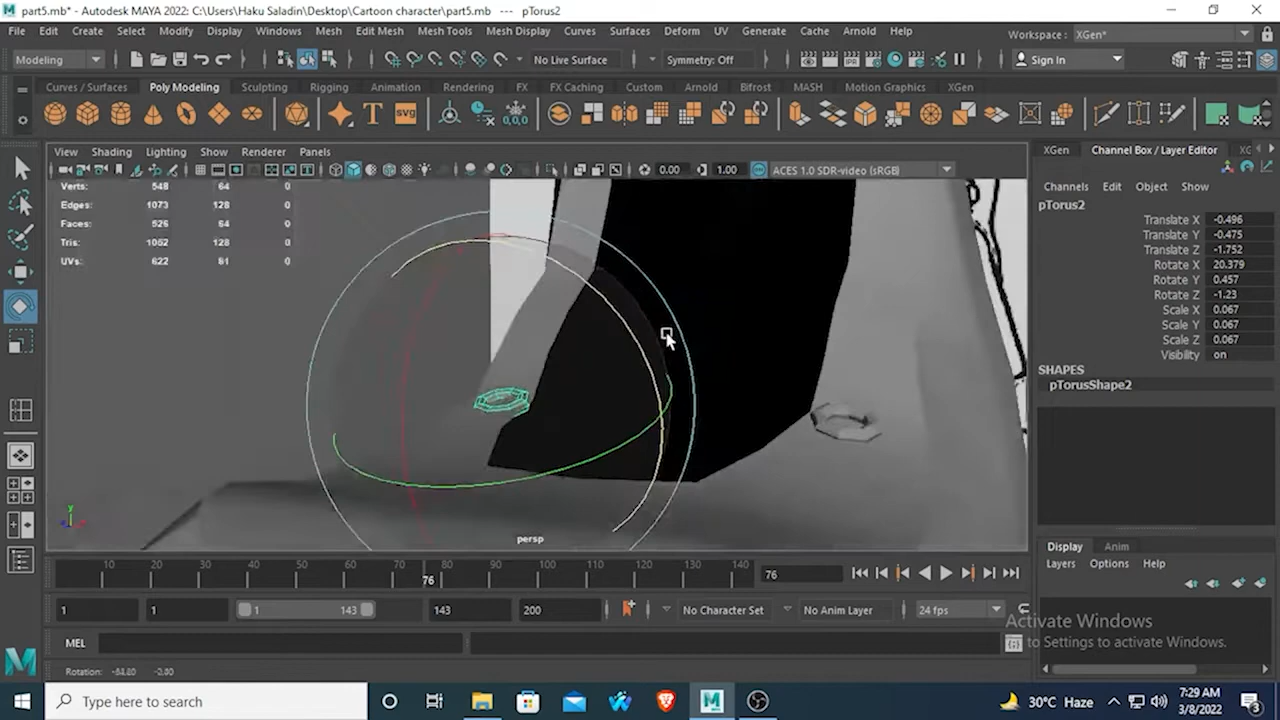 part5.mb* - Autodesk MAYA 2022: C:\Users\Haku Saladin\Desktop\Cartoon character\part5.mb --- pTorus2
File Edit Create Select Modify Display Windows Mesh Edit Mesh Mesh Tools Mesh Display Curves Surfaces Deform UV Generate Cache Arnold Help Workspace : XGen*
Modeling No Live Surface Symmetry: Off Sign In
Curves / Surfaces Poly Modeling Sculpting Rigging Animation Rendering FX FX Caching Custom Arnold Bifrost MASH Motion Graphics XGen
View Shading Lighting Show Renderer Panels XGen Channel Box / Layer Editor
0.00 1.00 ACES 1.0 SDR-video (sRGB)
Channels Edit Object Show
Verts: 548 64 0
Edges: 1073 128 0
Faces: 526 64 0
Tris: 1052 128 0
UVs: 622 81 0
pTorus2
Translate X -0.496
Translate Y -0.475
Translate Z -1.752
Rotate X 20.379
Rotate Y 0.457
Rotate Z -1.23
Scale X 0.067
Scale Y 0.067
Scale Z 0.067
Visibility on
SHAPES
pTorusShape2
persp
Display Anim
Layers Options Help
10 20 30 40 50 60 70 76 80 90 100 110 120 130 140 76
1 1 1 143 143 200 No Character Set No Anim Layer 24 fps
Activate Windows
to Settings to activate Windows.
MEL
Rotation:
Type here to search
30°C Haze
7:29 AM
3/8/2022
3